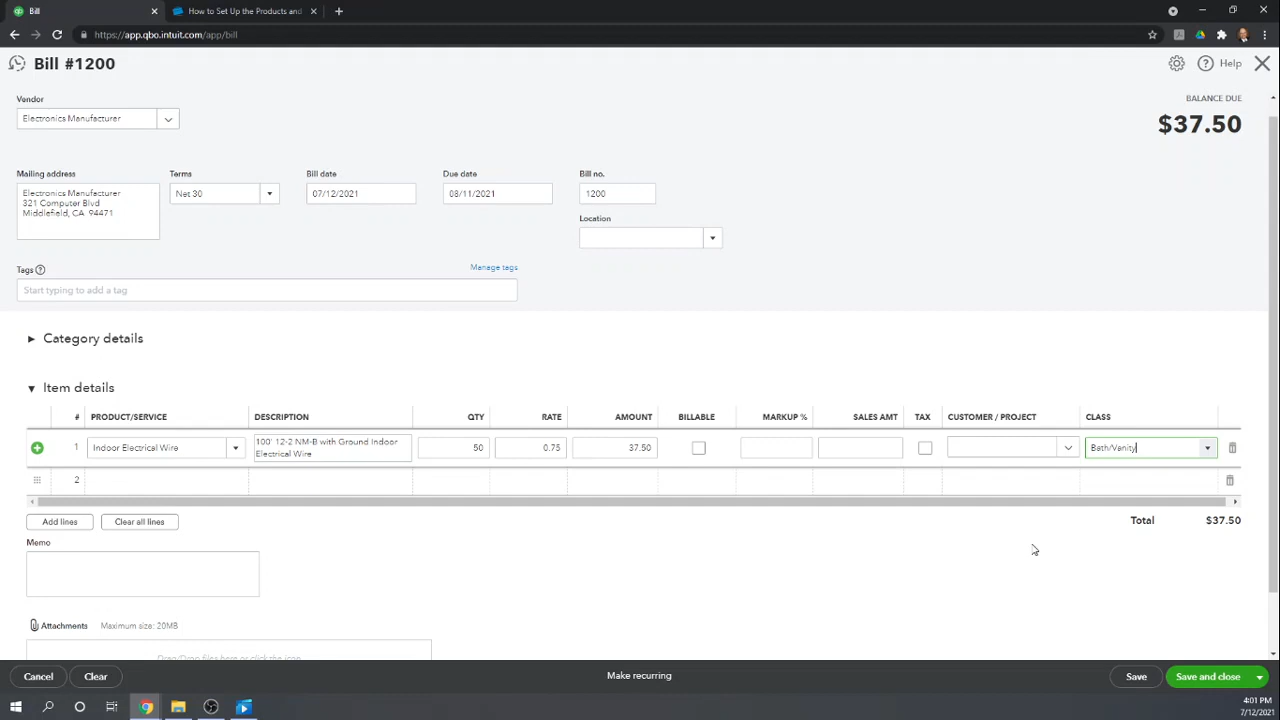 Bill
How to Set Up the Products and
https://app.qbo.intuit.com/app/bill
Bill #1200
Help
Vendor
BALANCE DUE
Electronics Manufacturer
$37.50
Mailing address
Terms
Bill date
Due date
Bill no.
Electronics Manufacturer
321 Computer Blvd
Middlefield, CA 94471
Net 30
07/12/2021
08/11/2021
1200
Location
Tags
Manage tags
Start typing to add a tag
Category details
Item details
# PRODUCT/SERVICE DESCRIPTION QTY RATE AMOUNT BILLABLE MARKUP % SALES AMT TAX CUSTOMER / PROJECT CLASS
1 Indoor Electrical Wire
100' 12-2 NM-B with Ground Indoor
Electrical Wire
50 0.75 37.50 Bath/Vanity
2
Add lines
Clear all lines
Total $37.50
Memo
Attachments Maximum size: 20MB
Drag/Drop files here or click the icon
Cancel
Clear
Make recurring
Save
Save and close
4:01 PM
7/12/2021